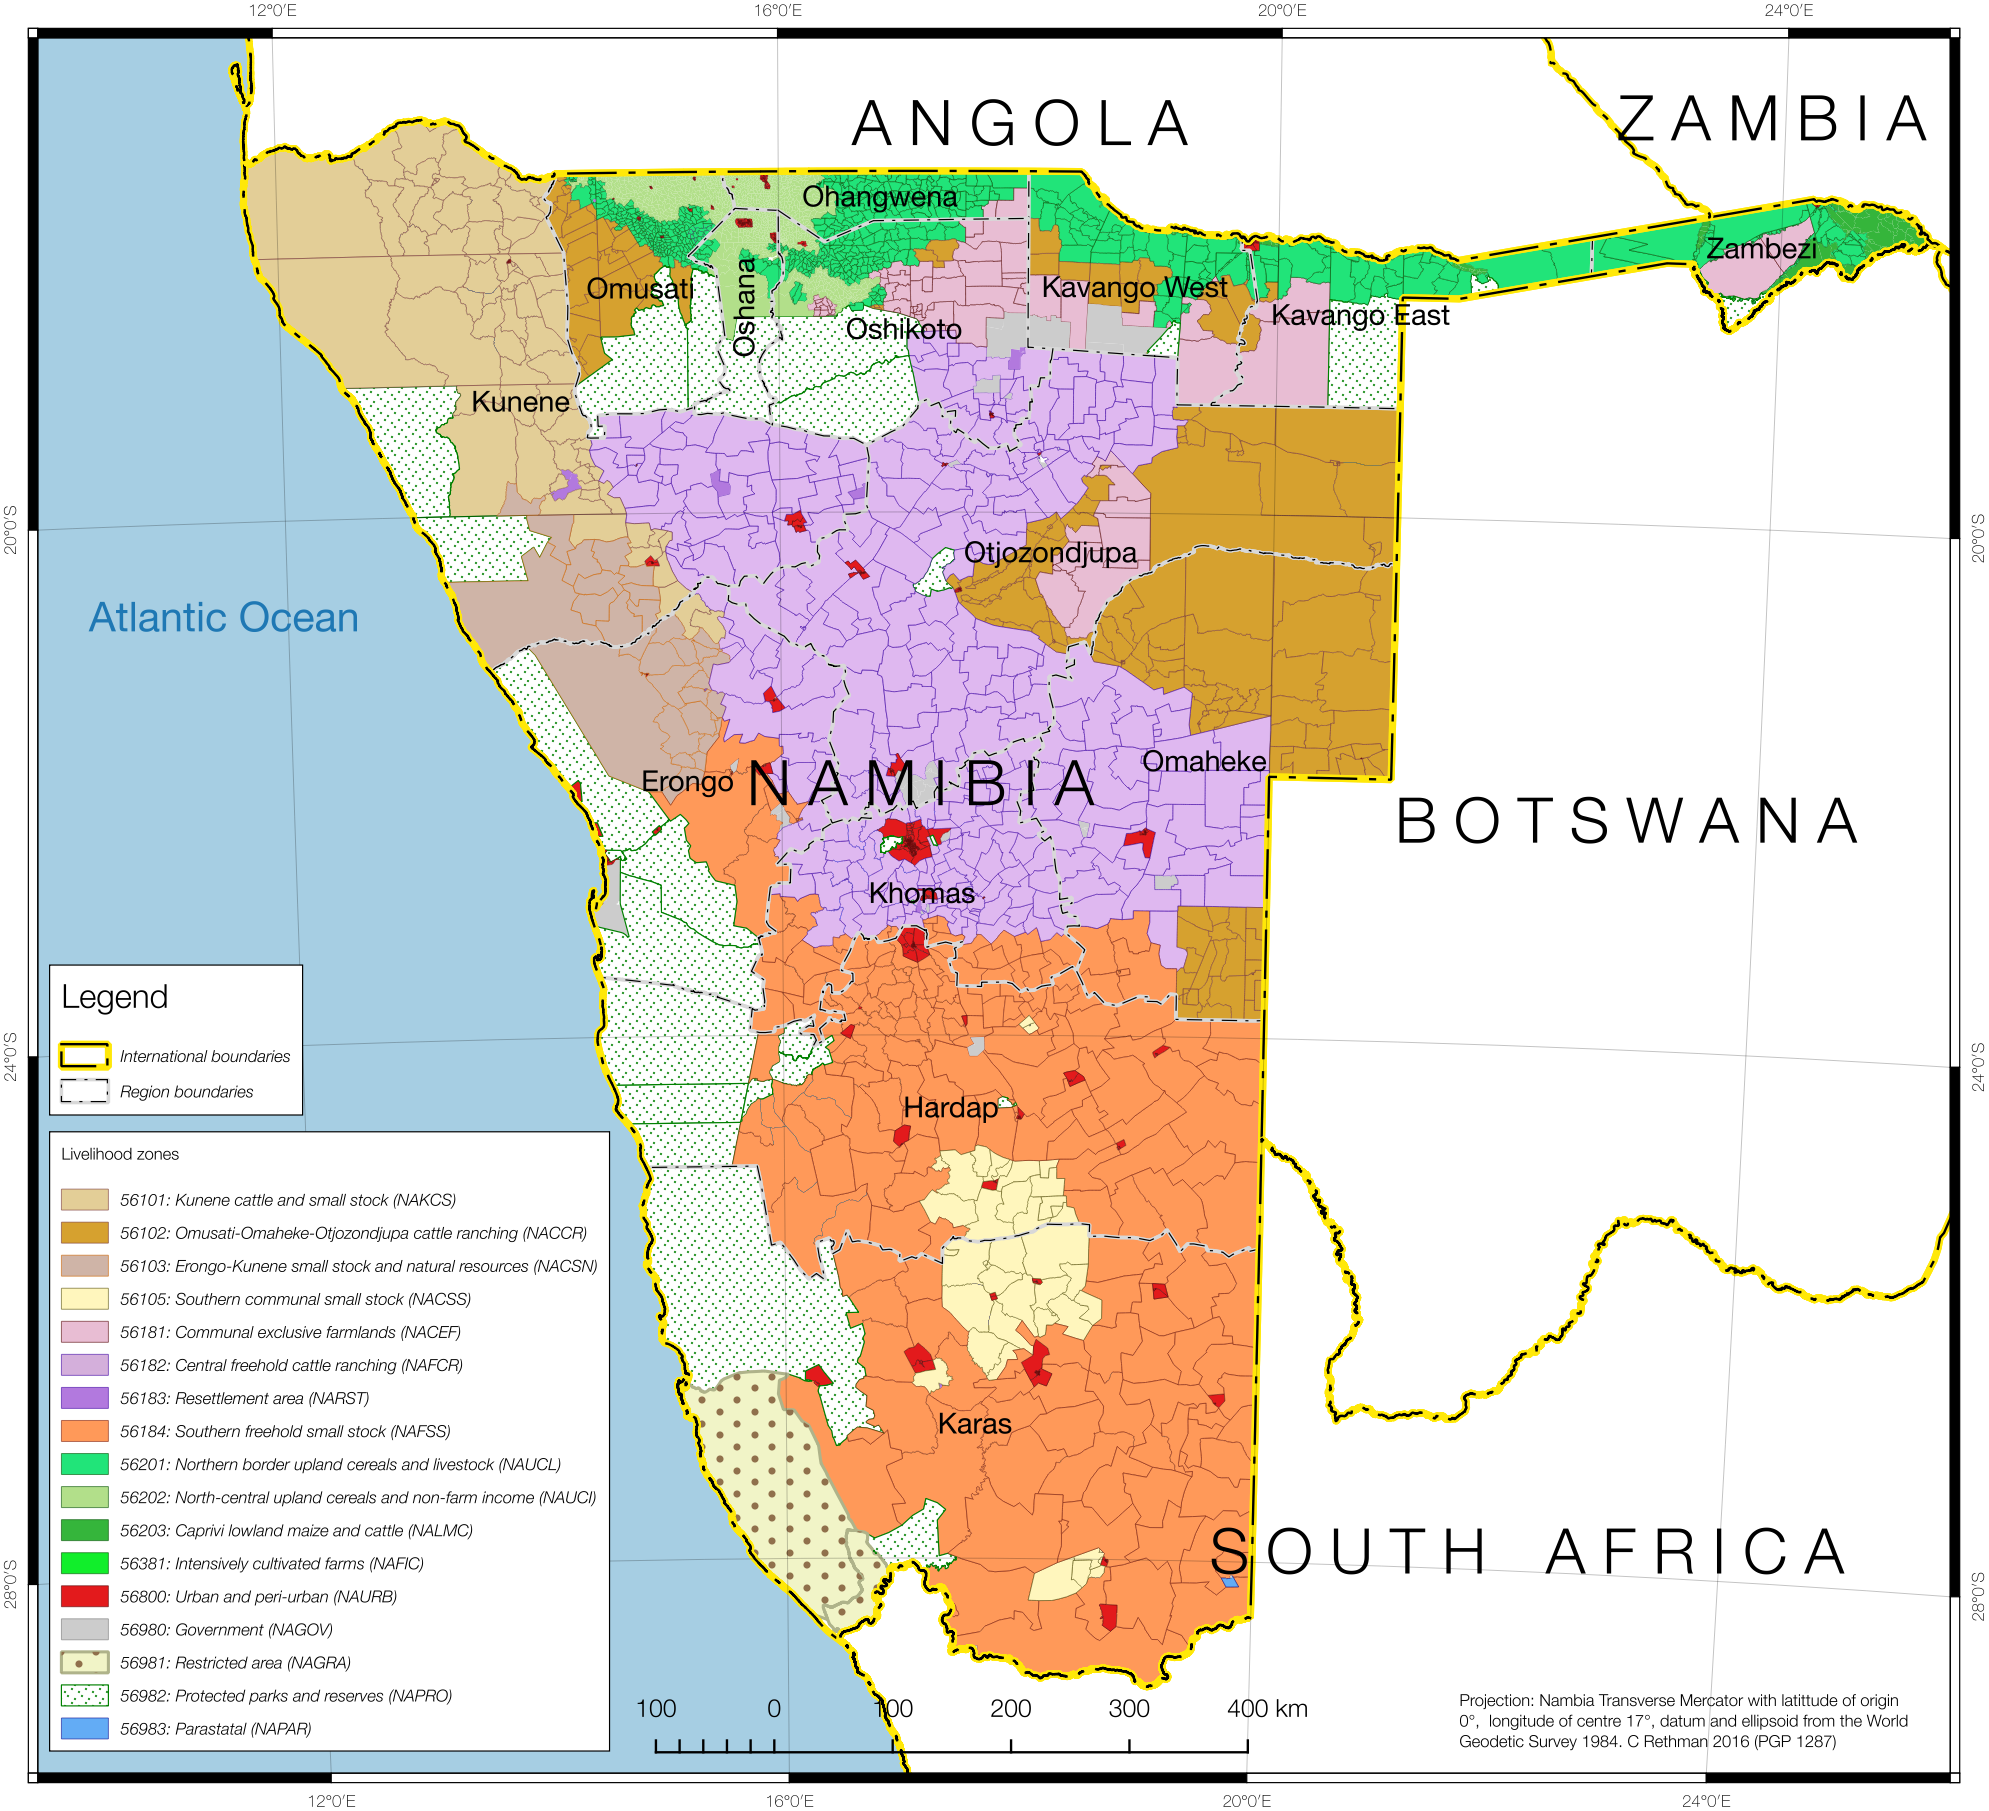 12°0'E 16°0'E 20°0'E 24°0'E
ANGOLA
ZAMBIA
Ohangwena
Zambezi
Omusati
Oshana
Kavango West
Oshikoto
Kavango East
Kunene
20°0'S
20°0'S
Otjozondjupa
Atlantic Ocean
Erongo
NAMIBIA
Omaheke
BOTSWANA
Khomas
24°0'S
24°0'S
Hardap
Karas
SOUTH AFRICA
28°0'S
28°0'S
Legend
International boundaries
Region boundaries
Livelihood zones
56101: Kunene cattle and small stock (NAKCS)
56102: Omusati-Omaheke-Otjozondjupa cattle ranching (NACCR)
56103: Erongo-Kunene small stock and natural resources (NACSN)
56105: Southern communal small stock (NACSS)
56181: Communal exclusive farmlands (NACEF)
56182: Central freehold cattle ranching (NAFCR)
56183: Resettlement area (NARST)
56184: Southern freehold small stock (NAFSS)
56201: Northern border upland cereals and livestock (NAUCL)
56202: North-central upland cereals and non-farm income (NAUCI)
56203: Caprivi lowland maize and cattle (NALMC)
56381: Intensively cultivated farms (NAFIC)
56800: Urban and peri-urban (NAURB)
56980: Government (NAGOV)
56981: Restricted area (NAGRA)
56982: Protected parks and reserves (NAPRO)
56983: Parastatal (NAPAR)
100 0 100 200 300 400 km
Projection: Nambia Transverse Mercator with latittude of origin
0°, longitude of centre 17°, datum and ellipsoid from the World
Geodetic Survey 1984. C Rethman 2016 (PGP 1287)
12°0'E 16°0'E 20°0'E 24°0'E